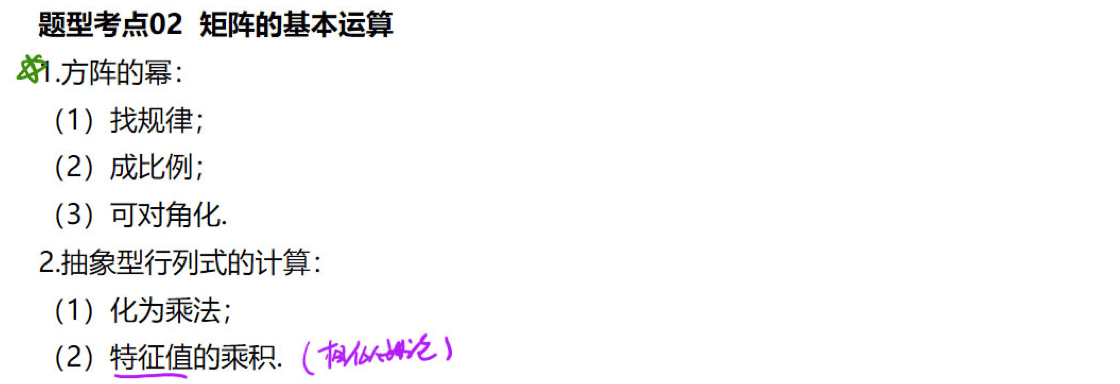 题型考点02 矩阵的基本运算
1.方阵的幂：
（1）找规律；
（2）成比例；
（3）可对角化.
2.抽象型行列式的计算：
（1）化为乘法；
（2）特征值的乘积.（相似